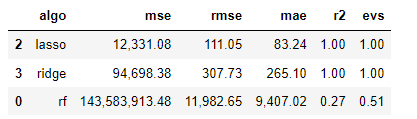 algo mse rmse mae r2 evs
2 lasso 12,331.08 111.05 83.24 1.00 1.00
3 ridge 94,698.38 307.73 265.10 1.00 1.00
0 rf 143,583,913.48 11,982.65 9,407.02 0.27 0.51